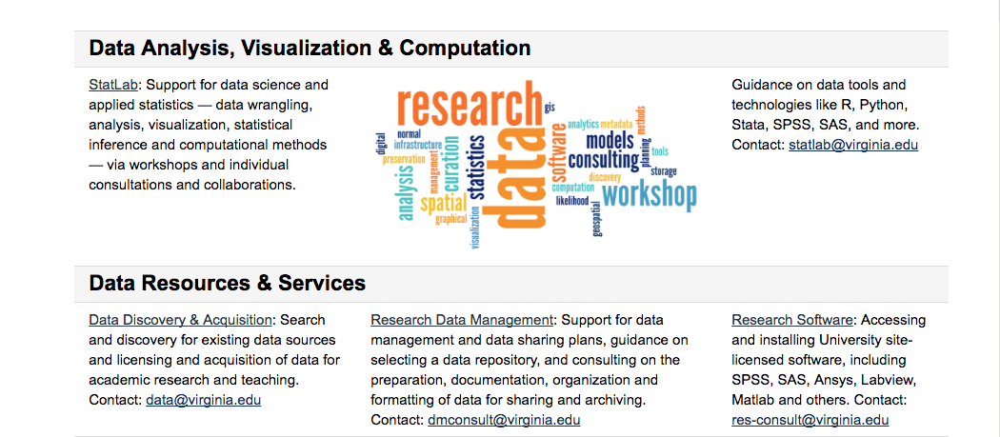 Data Analysis, Visualization & Computation
StatLab: Support for data science and
applied statistics — data wrangling,
analysis, visualization, statistical
inference and computational methods
— via workshops and individual
consultations and collaborations.
research
gis
data
digital
normal
infrastructure
preservation
management
curation
statistics
analysis
spatial
graphical
visualization
software
analytics
metadata
methods
models
consulting
planning
tools
discovery
storage
computation
likelihood
workshop
geospatial
Guidance on data tools and
technologies like R, Python,
Stata, SPSS, SAS, and more.
Contact: statlab@virginia.edu
Data Resources & Services
Data Discovery & Acquisition: Search
and discovery for existing data sources
and licensing and acquisition of data for
academic research and teaching.
Contact: data@virginia.edu
Research Data Management: Support for data
management and data sharing plans, guidance on
selecting a data repository, and consulting on the
preparation, documentation, organization and
formatting of data for sharing and archiving.
Contact: dmconsult@virginia.edu
Research Software: Accessing
and installing University site-
licensed software, including
SPSS, SAS, Ansys, Labview,
Matlab and others. Contact:
res-consult@virginia.edu